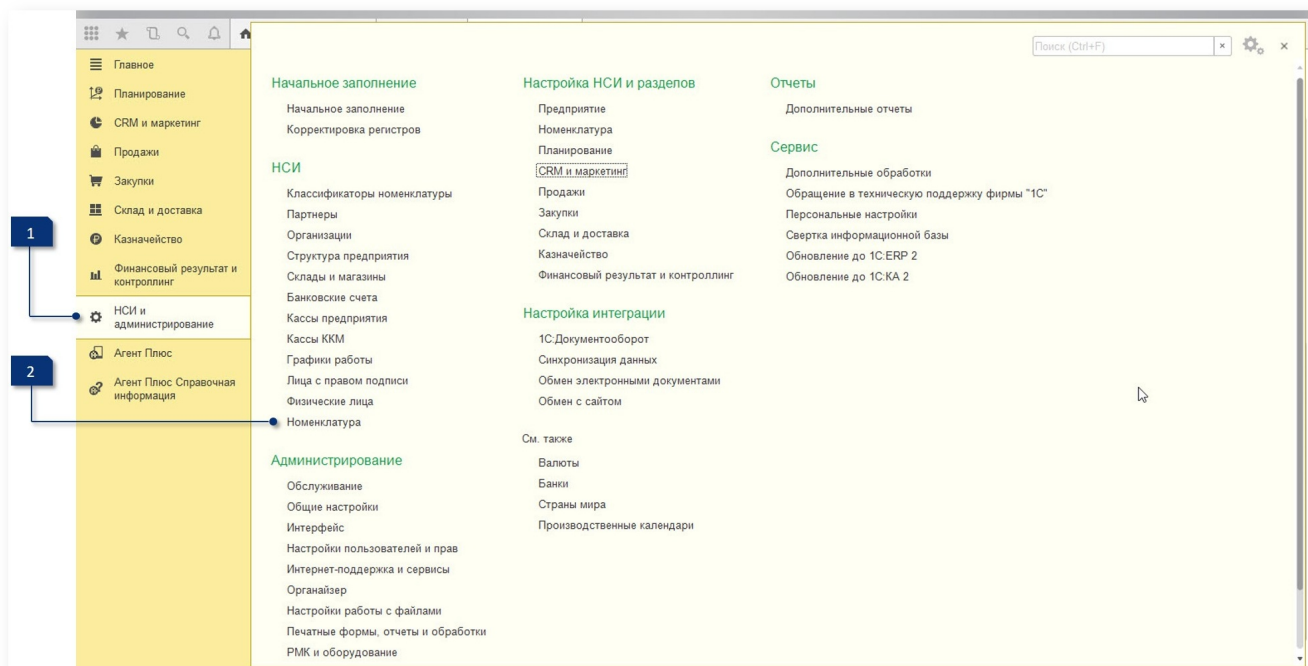 Поиск (Ctrl+F)
Главное
Планирование
CRM и маркетинг
Продажи
Закупки
Склад и доставка
1
Казначейство
Финансовый результат и
контроллинг
НСИ и
администрирование
Агент Плюс
2
Агент Плюс Справочная
информация
Начальное заполнение
Начальное заполнение
Корректировка регистров
НСИ
Классификаторы номенклатуры
Партнеры
Организации
Структура предприятия
Склады и магазины
Банковские счета
Кассы предприятия
Кассы ККМ
Графики работы
Лица с правом подписи
Физические лица
Номенклатура
Администрирование
Обслуживание
Общие настройки
Интерфейс
Настройки пользователей и прав
Интернет-поддержка и сервисы
Органайзер
Настройки работы с файлами
Печатные формы, отчеты и обработки
РМК и оборудование
Настройка НСИ и разделов
Предприятие
Номенклатура
Планирование
CRM и маркетинг
Продажи
Закупки
Склад и доставка
Казначейство
Финансовый результат и контроллинг
Настройка интеграции
1С:Документооборот
Синхронизация данных
Обмен электронными документами
Обмен с сайтом
См. также
Валюты
Банки
Страны мира
Производственные календари
Отчеты
Дополнительные отчеты
Сервис
Дополнительные обработки
Обращение в техническую поддержку фирмы "1С"
Персональные настройки
Свертка информационной базы
Обновление до 1С:ERP 2
Обновление до 1С:КА 2